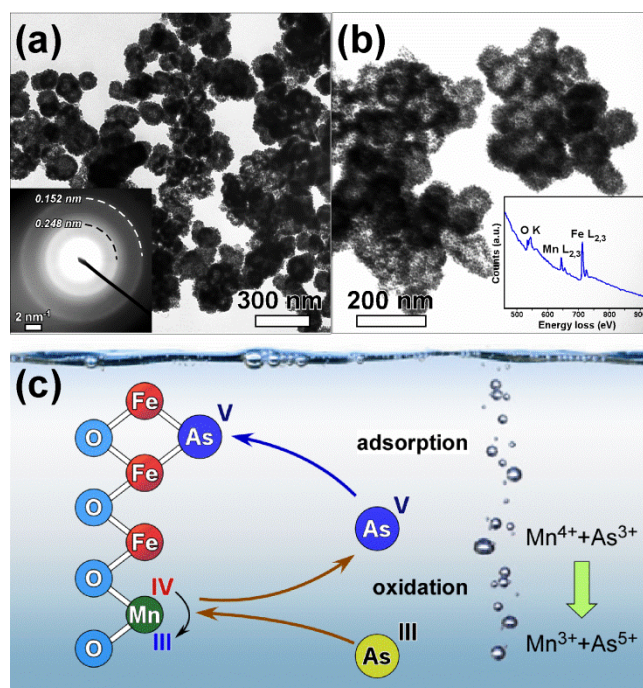 (a)
0.152 nm
0.248 nm
2 nm⁻¹
300 nm
(b)
200 nm
Counts (a.u.)
O K
Mn L₂,₃
Fe L₂,₃
500 600 700 800 900
Energy loss (eV)
(c)
Fe
V
O
As
Fe
adsorption
O
V
As
Fe
Mn⁴⁺+As³⁺
O
IV
oxidation
Mn
III
III
O
As
Mn³⁺+As⁵⁺